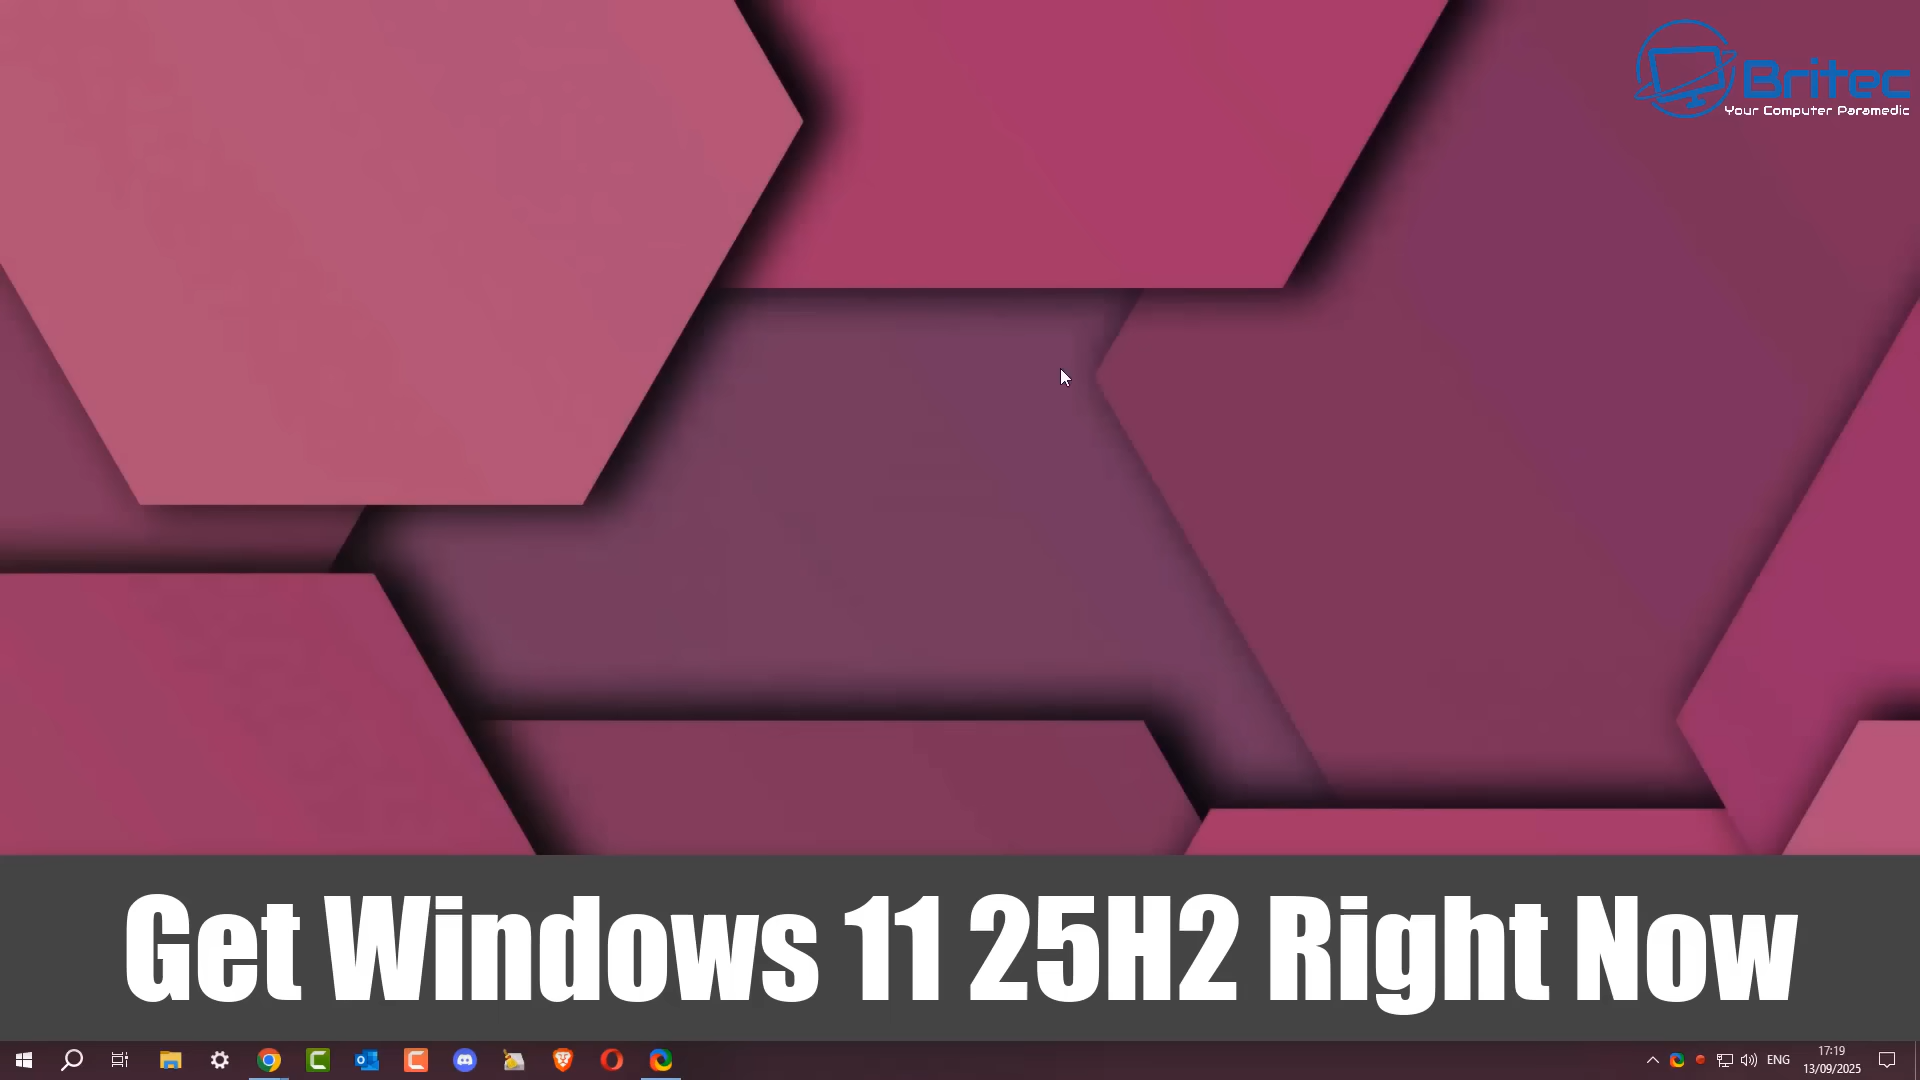 Britec
Your Computer Paramedic
Get Windows 11 25H2 Right Now
ENG
17:19
13/09/2025